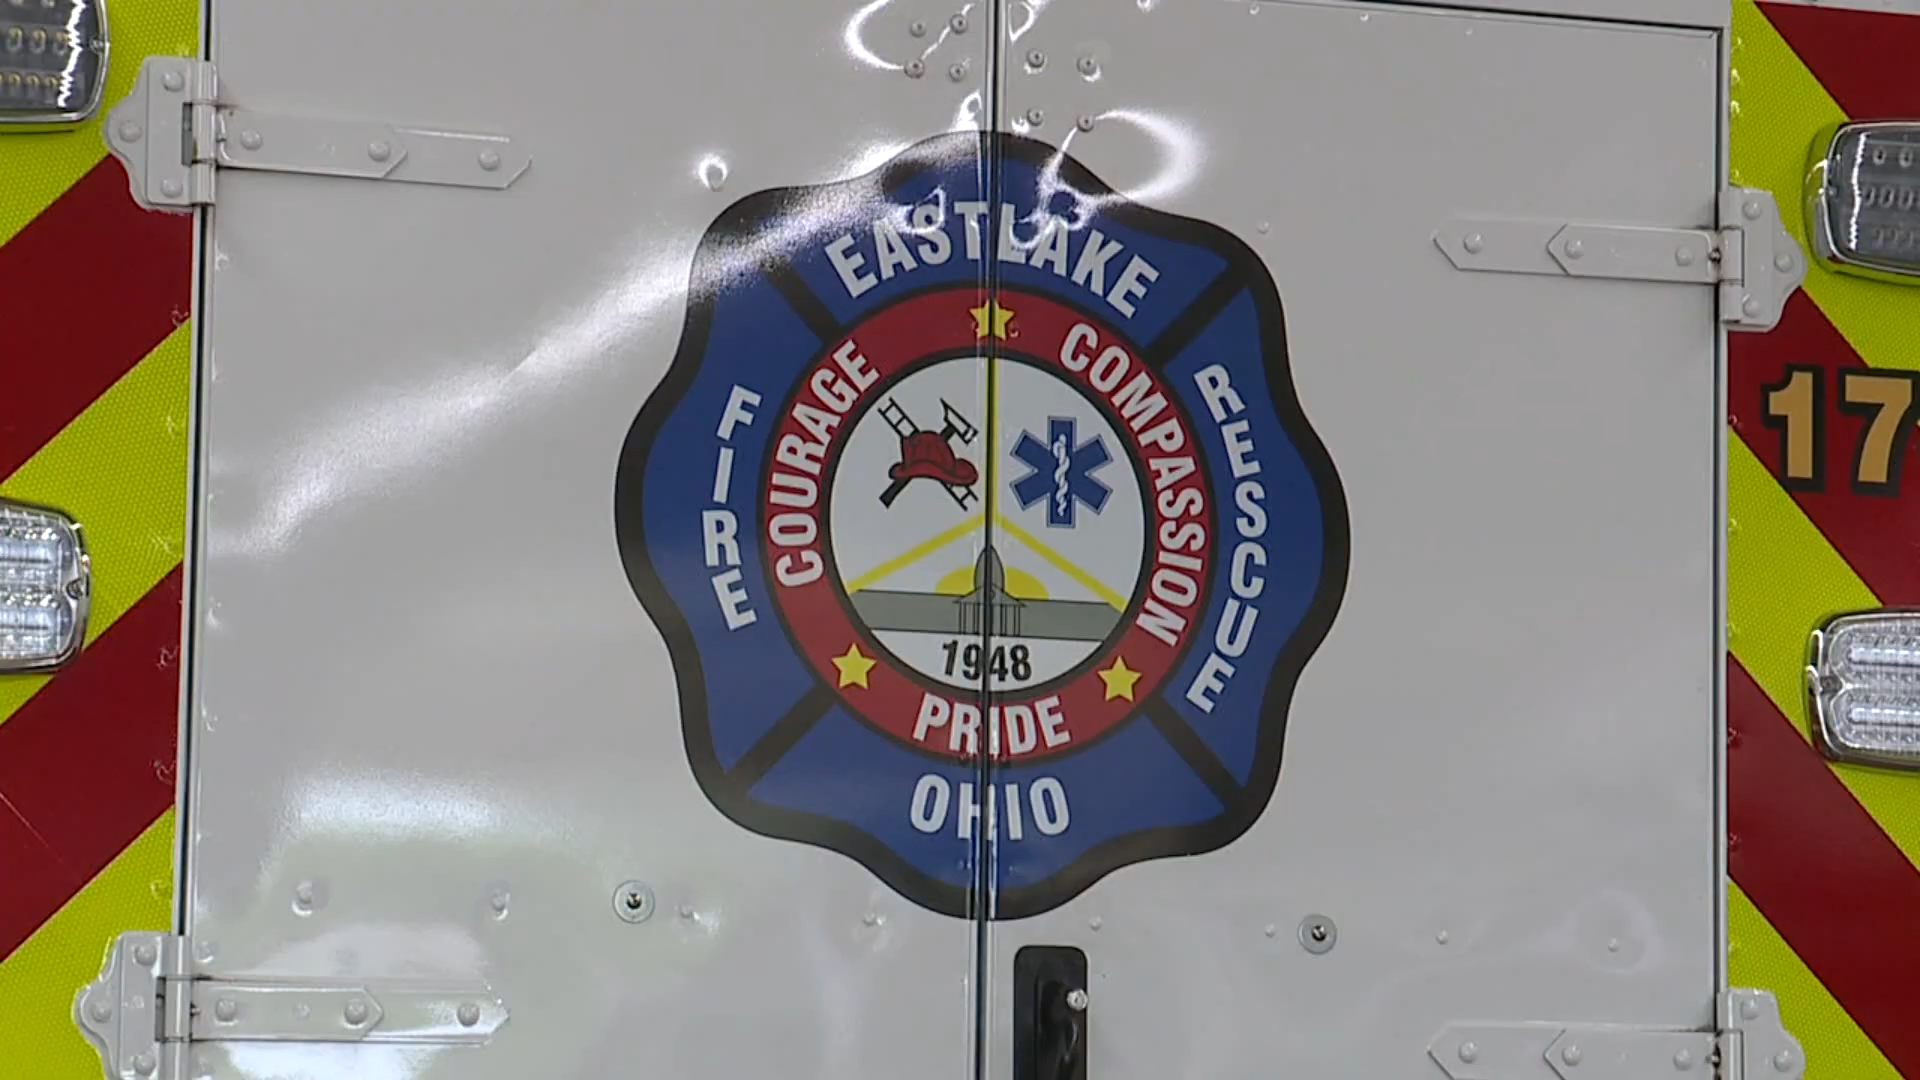 EASTLAKE
FIRE
RESCUE
COURAGE
COMPASSION
1948
PRIDE
OHIO
17